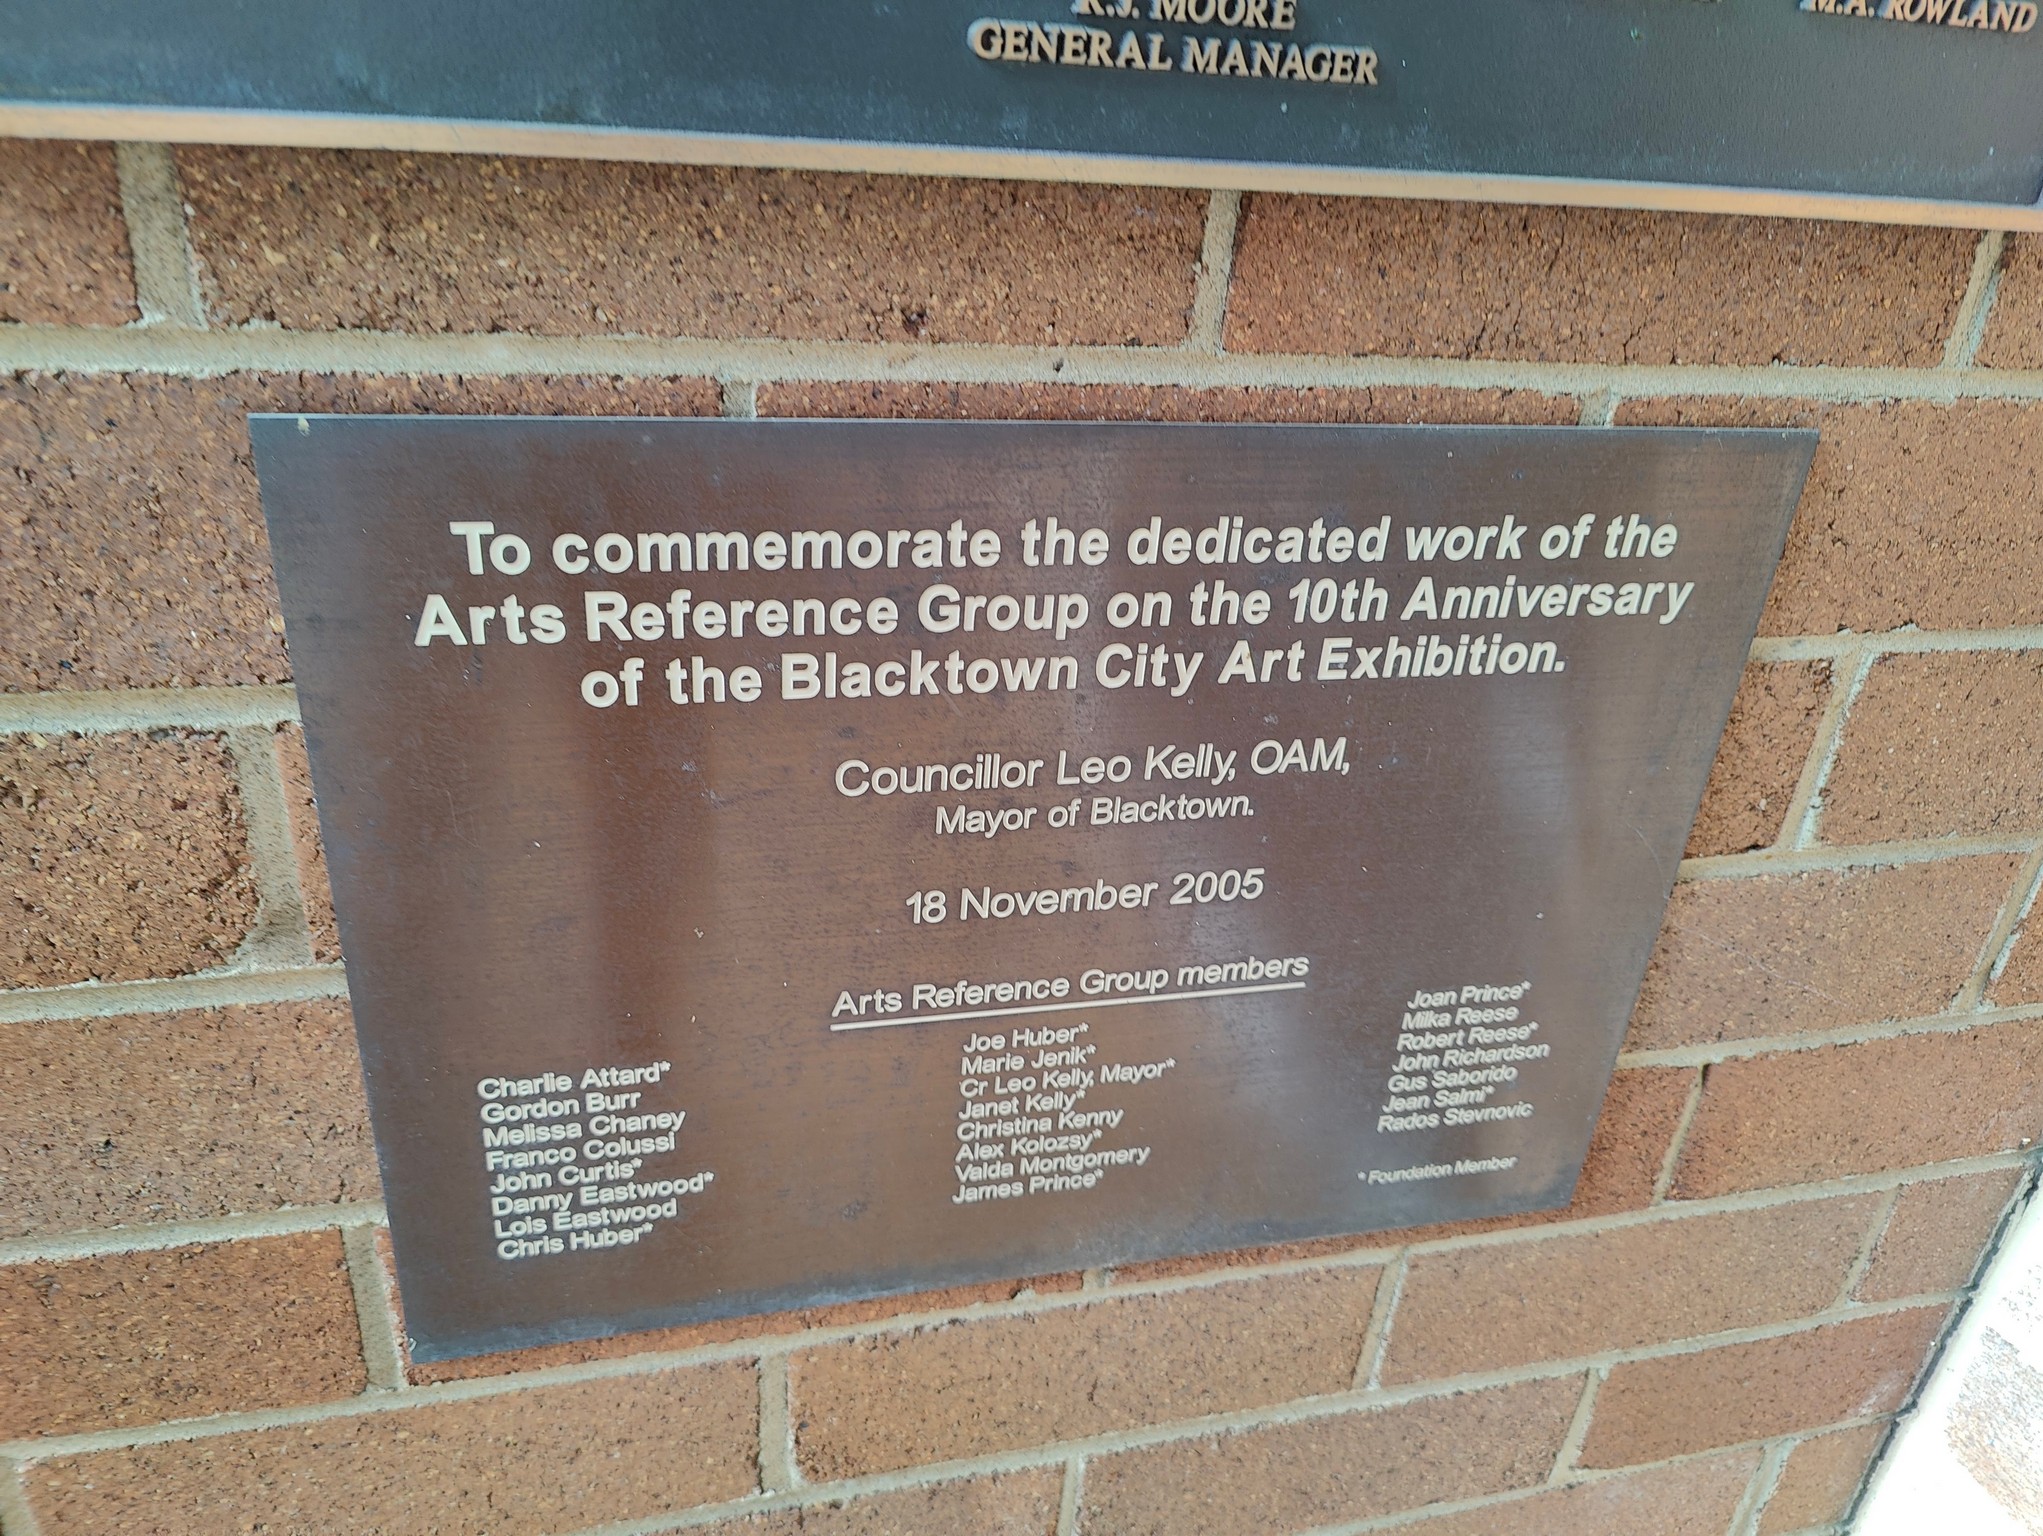 R.J. MOORE
GENERAL MANAGER
M.A. ROWLAND
To commemorate the dedicated work of the
Arts Reference Group on the 10th Anniversary
of the Blacktown City Art Exhibition.
Councillor Leo Kelly, OAM,
Mayor of Blacktown.
18 November 2005
Arts Reference Group members
Charlie Attard*
Gordon Burr
Melissa Chaney
Franco Colussi
John Curtis*
Danny Eastwood*
Lois Eastwood
Chris Huber*
Joe Huber*
Marie Jenik*
Cr Leo Kelly, Mayor*
Janet Kelly*
Christina Kenny
Alex Kolozsy*
Valda Montgomery
James Prince*
Joan Prince*
Milka Reese
Robert Reese*
John Richardson
Gus Saborido
Jean Salmi*
Rados Stevnovic
* Foundation Member